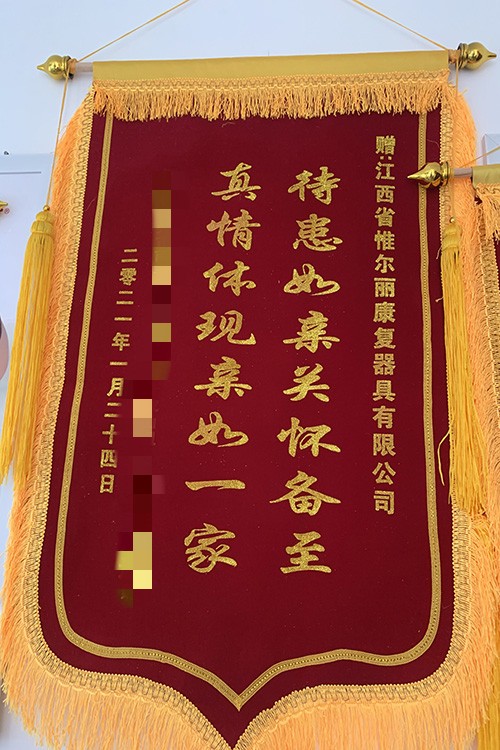 赠:江西省惟尔丽康复器具有限公司
待患如亲关怀备至
真情体现亲如一家
二零二一年一月二十四日